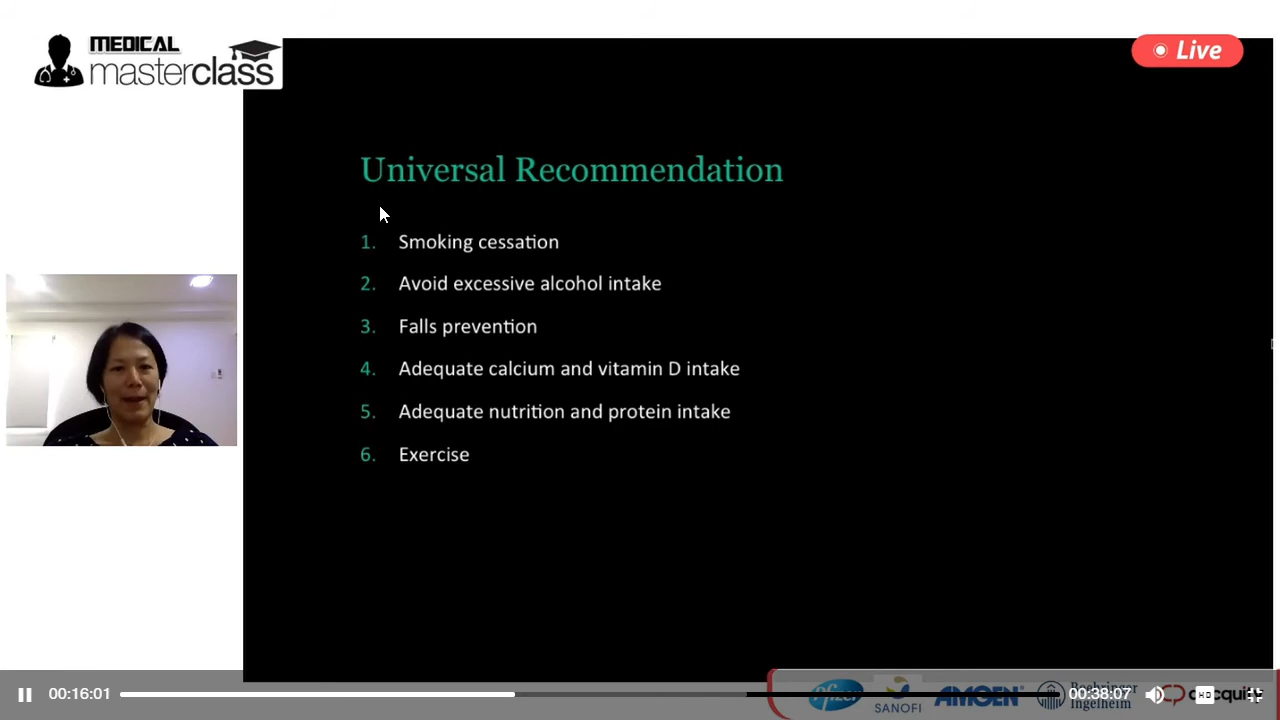 MEDICAL
masterclass
Live
Universal Recommendation
1. Smoking cessation
2. Avoid excessive alcohol intake
3. Falls prevention
4. Adequate calcium and vitamin D intake
5. Adequate nutrition and protein intake
6. Exercise
00:16:01
Pfizer
SANOFI
AMGEN
Boehringer
Ingelheim
00:38:07
HD